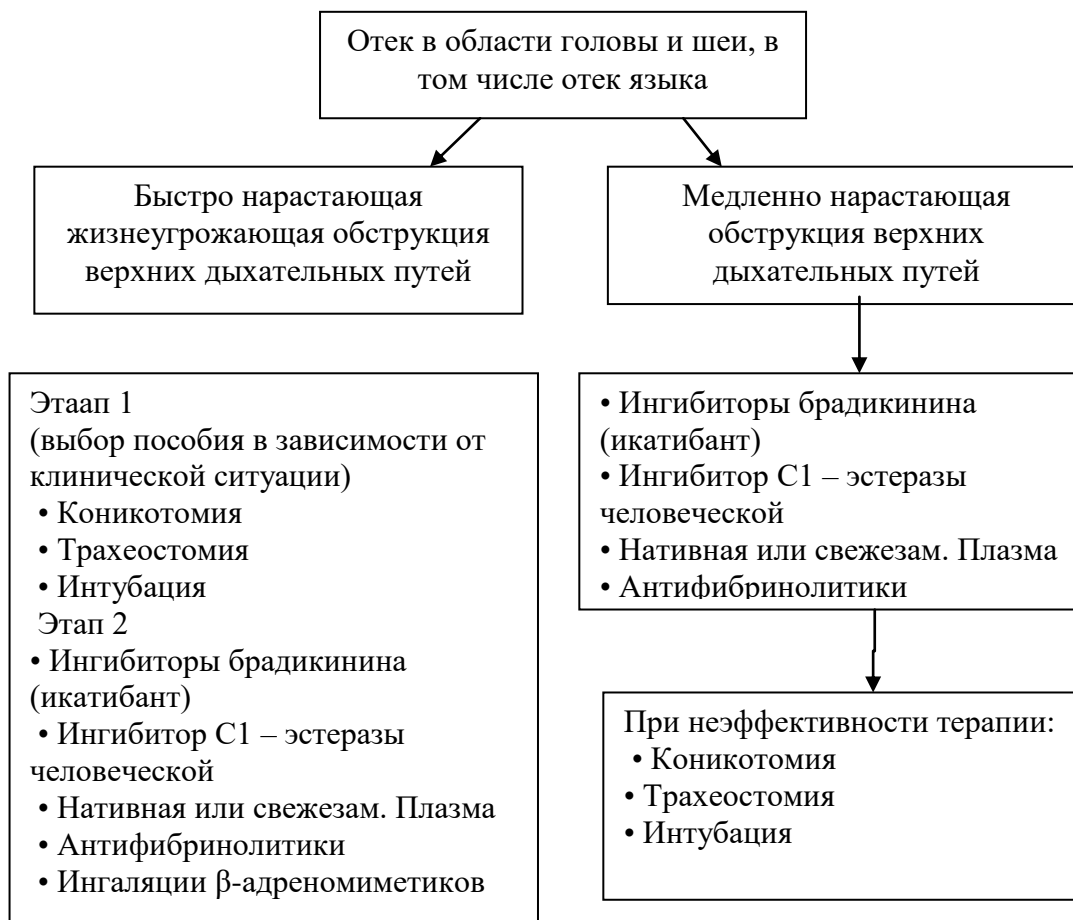 Отек в области головы и шеи, в
том числе отек языка
Быстро нарастающая
жизнеугрожающая обструкция
верхних дыхательных путей
Медленно нарастающая
обструкция верхних
дыхательных путей
Этаап 1
(выбор пособия в зависимости от
клинической ситуации)
• Коникотомия
• Трахеостомия
• Интубация
Этап 2
• Ингибиторы брадикинина
(икатибант)
• Ингибитор С1 – эстеразы
человеческой
• Нативная или свежезам. Плазма
• Антифибринолитики
• Ингаляции β-адреномиметиков
• Ингибиторы брадикинина
(икатибант)
• Ингибитор С1 – эстеразы
человеческой
• Нативная или свежезам. Плазма
• Антифибринолитики
При неэффективности терапии:
• Коникотомия
• Трахеостомия
• Интубация